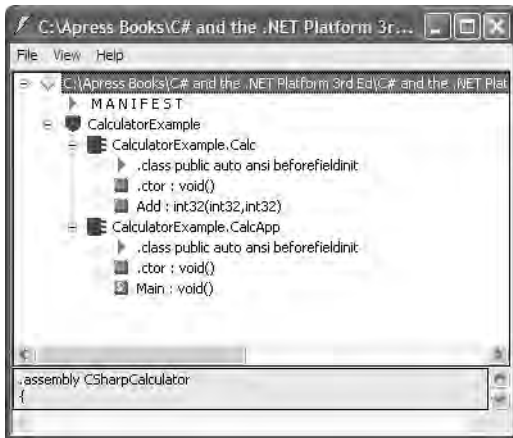 C:\Apress Books\C# and the .NET Platform 3r...
File View Help
C:\Apress Books\C# and the .NET Platform 3rd Ed\C# and the .NET Plat
MANIFEST
CalculatorExample
CalculatorExample.Calc
.class public auto ansi beforefieldinit
.ctor : void()
Add : int32(int32,int32)
CalculatorExample.CalcApp
.class public auto ansi beforefieldinit
.ctor : void()
Main : void()
.assembly CSharpCalculator
{